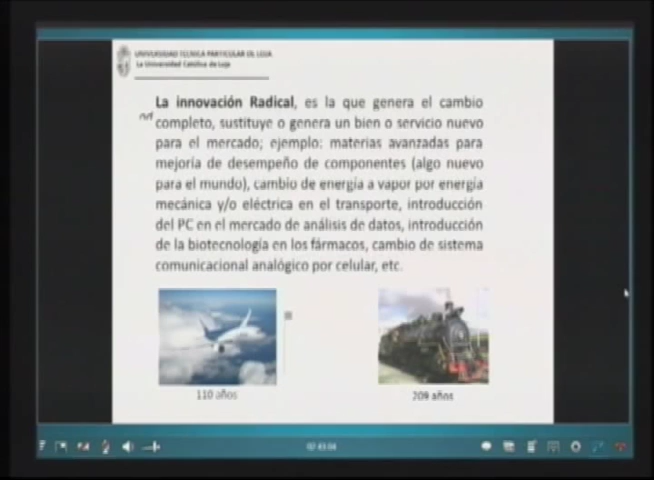 UNIVERSIDAD TÉCNICA PARTICULAR DE LOJA
La Universidad Católica de Loja
La innovación Radical, es la que genera el cambio
completo, sustituye o genera un bien o servicio nuevo
para el mercado; ejemplo: materias avanzadas para
mejoría de desempeño de componentes (algo nuevo
para el mundo), cambio de energía a vapor por energía
mecánica y/o eléctrica en el transporte, introducción
del PC en el mercado de análisis de datos, introducción
de la biotecnología en los fármacos, cambio de sistema
comunicacional analógico por celular, etc.
110 años
209 años
02:43:04